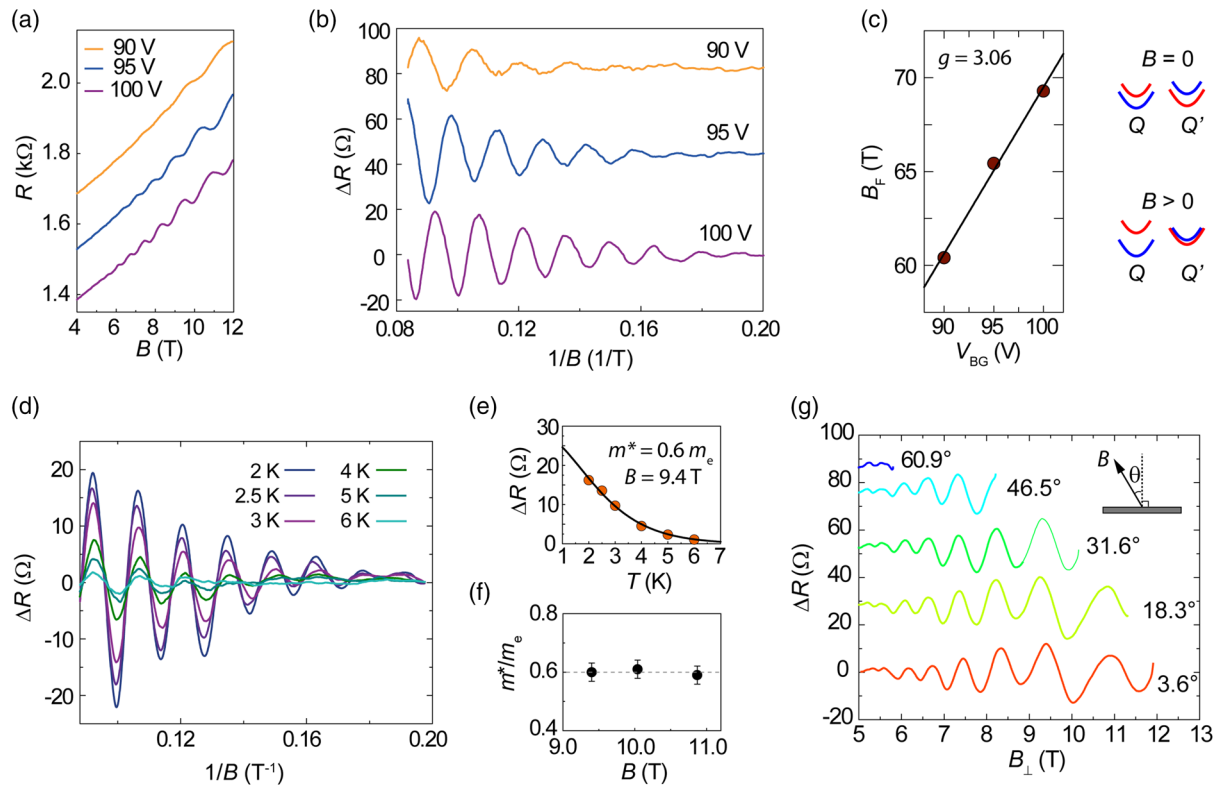 (a)
90 V
95 V
100 V
2.0
1.8
1.6
1.4
R (kΩ)
4 6 8 10 12
B (T)
(b)
100
80
60
40
20
0
-20
ΔR (Ω)
90 V
95 V
100 V
0.08 0.12 0.16 0.20
1/B (1/T)
(c)
g = 3.06
70
65
60
B_F (T)
90 95 100
V_BG (V)
B = 0
Q Q’
B > 0
Q Q’
(d)
20
10
0
-10
-20
ΔR (Ω)
2 K 4 K
2.5 K 5 K
3 K 6 K
0.12 0.16 0.20
1/B (T⁻¹)
(e)
30
20
10
0
ΔR (Ω)
m* = 0.6 m_e
B = 9.4 T
1 2 3 4 5 6 7
T (K)
(f)
0.8
0.6
0.4
m*/m_e
9.0 10.0 11.0
B (T)
(g)
100
80
60
40
20
0
-20
ΔR (Ω)
60.9°
46.5°
31.6°
18.3°
3.6°
B θ
5 6 7 8 9 10 11 12 13
B_⊥ (T)